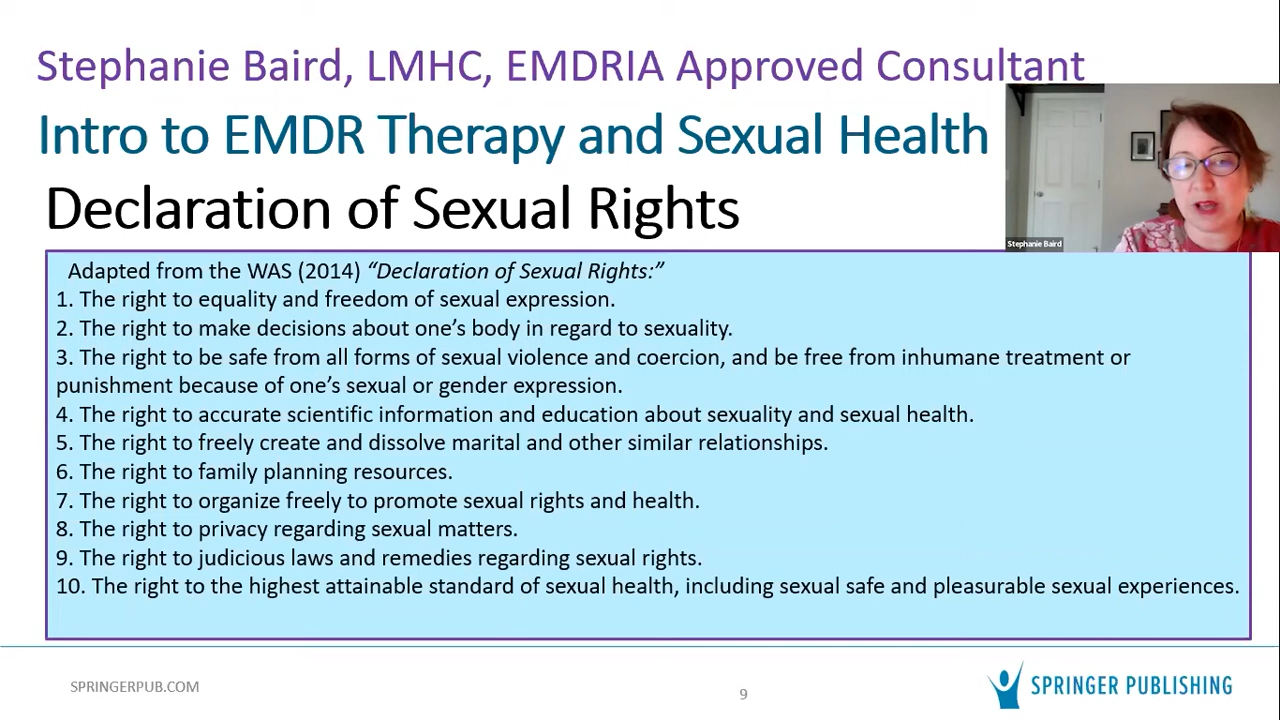 Stephanie Baird, LMHC, EMDRIA Approved Consultant
Intro to EMDR Therapy and Sexual Health
Declaration of Sexual Rights
Stephanie Baird
Adapted from the WAS (2014) “Declaration of Sexual Rights:”
1. The right to equality and freedom of sexual expression.
2. The right to make decisions about one’s body in regard to sexuality.
3. The right to be safe from all forms of sexual violence and coercion, and be free from inhumane treatment or
punishment because of one’s sexual or gender expression.
4. The right to accurate scientific information and education about sexuality and sexual health.
5. The right to freely create and dissolve marital and other similar relationships.
6. The right to family planning resources.
7. The right to organize freely to promote sexual rights and health.
8. The right to privacy regarding sexual matters.
9. The right to judicious laws and remedies regarding sexual rights.
10. The right to the highest attainable standard of sexual health, including sexual safe and pleasurable sexual experiences.
SPRINGERPUB.COM
9
SPRINGER PUBLISHING